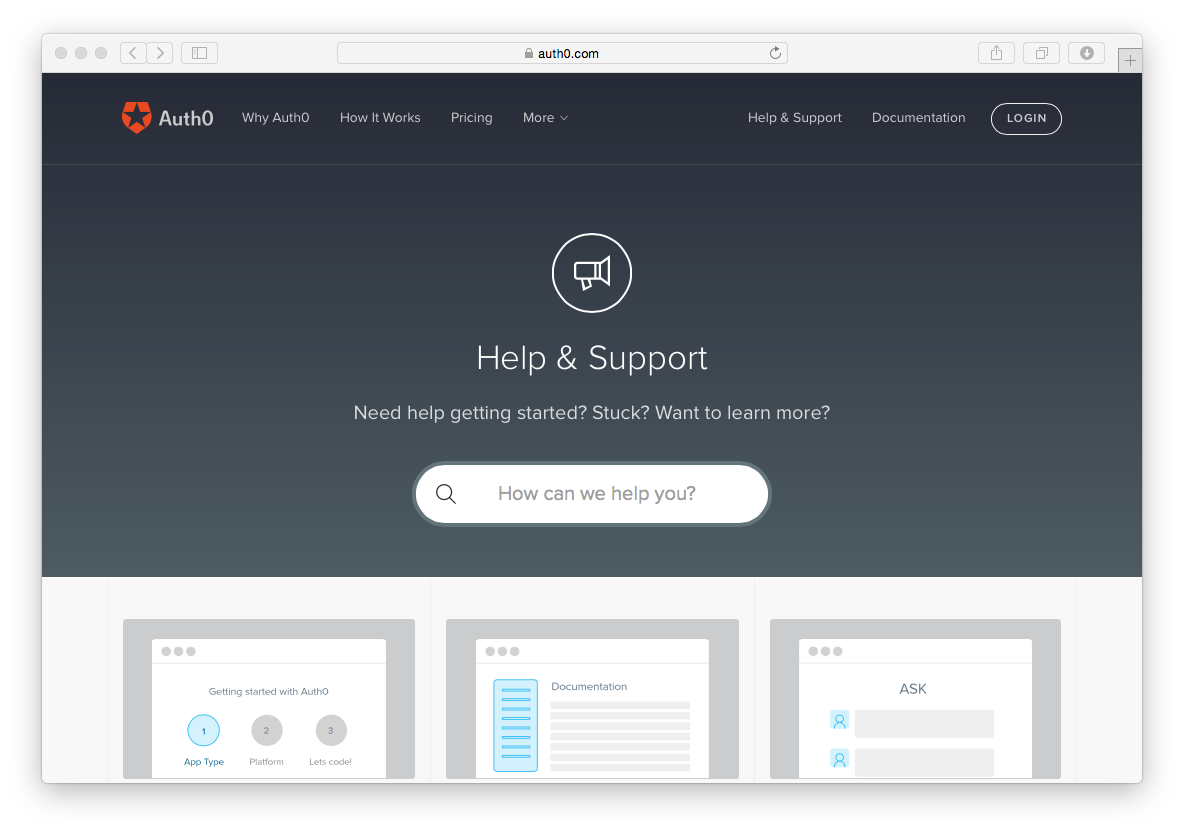 auth0.com
Auth0 Why Auth0 How It Works Pricing More Help & Support Documentation LOGIN
Help & Support
Need help getting started? Stuck? Want to learn more?
How can we help you?
Getting started with Auth0
1 2 3
App Type Platform Lets code!
Documentation
ASK